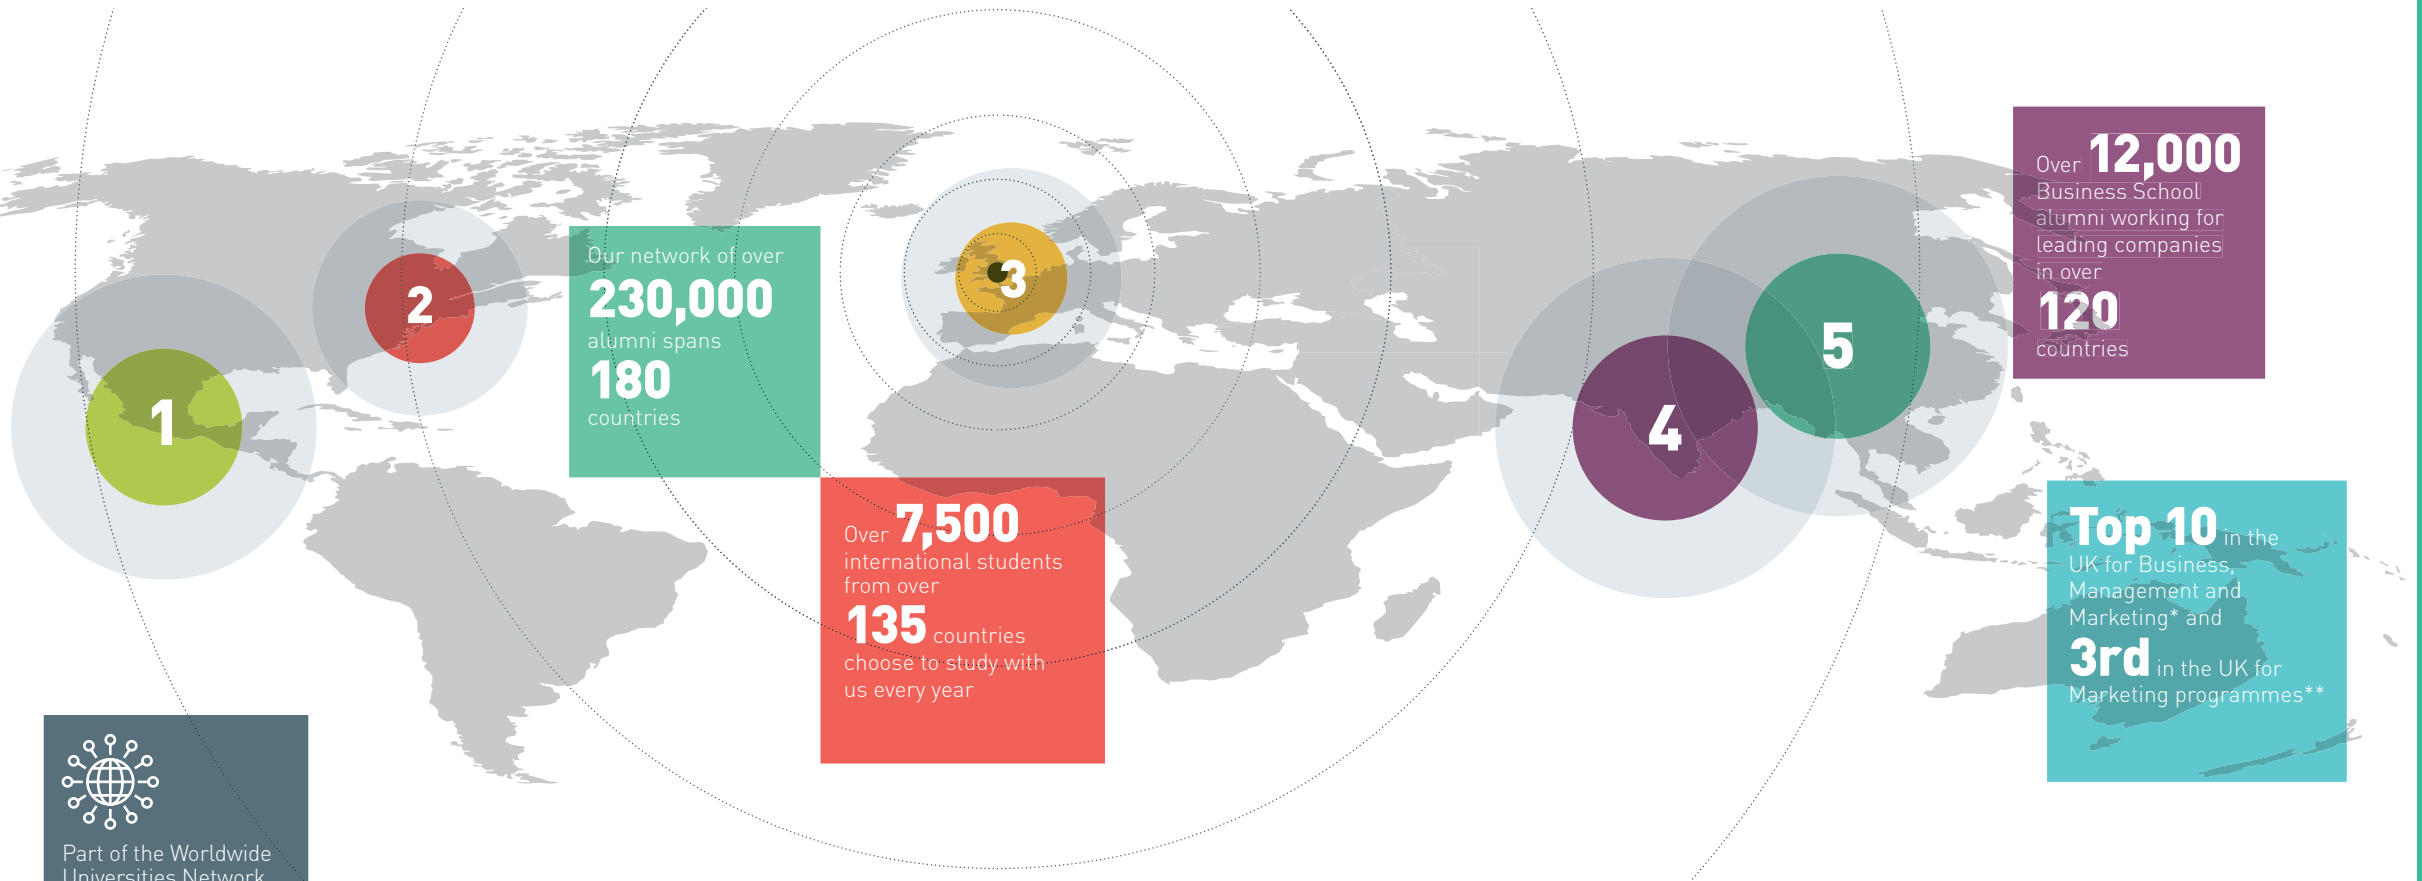 1
2
3
4
5
Our network of over
230,000
alumni spans
180
countries
Over 7,500
international students
from over
135 countries
choose to study with
us every year
Over 12,000
Business School
alumni working for
leading companies
in over
120
countries
Top 10 in the
UK for Business,
Management and
Marketing* and
3rd in the UK for
Marketing programmes**
Part of the Worldwide
Universities Network